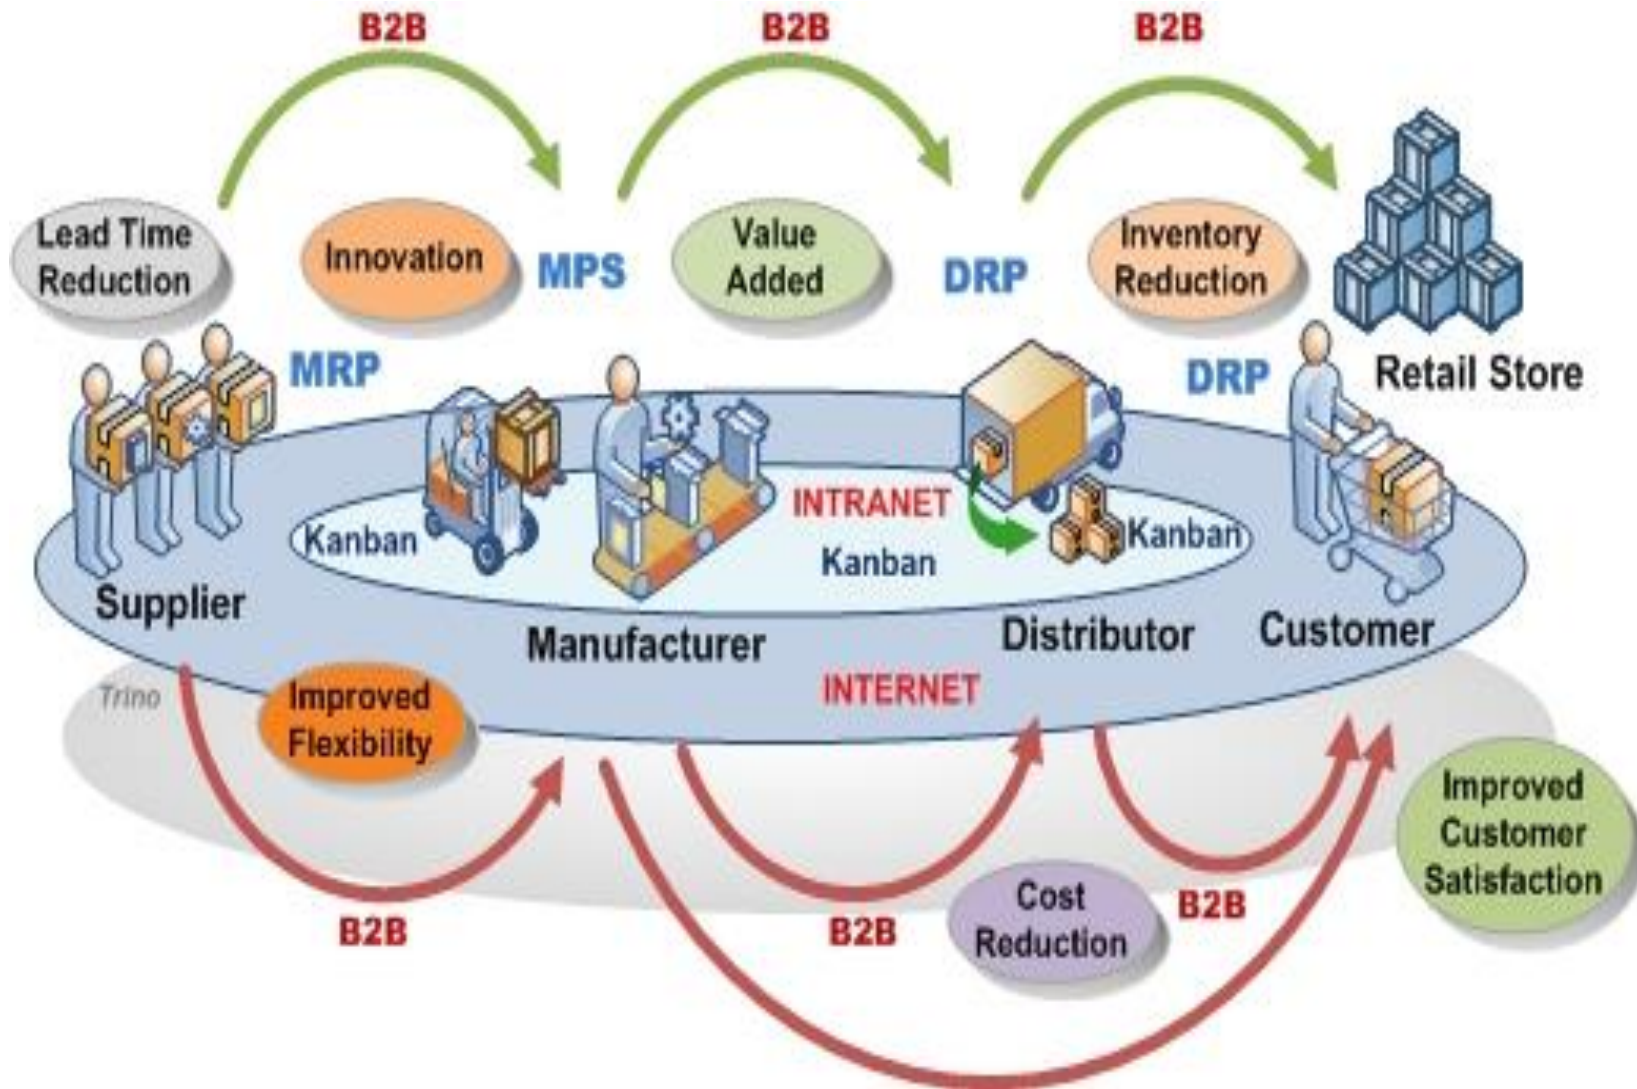 B2B
B2B
B2B
Lead Time
Reduction
Innovation
MPS
Value
Added
DRP
Inventory
Reduction
MRP
DRP
Retail Store
INTRANET
Kanban
Kanban
Kanban
Supplier
Manufacturer
Distributor
Customer
INTERNET
Trino
Improved
Flexibility
Improved
Customer
Satisfaction
Cost
Reduction
B2B
B2B
B2B